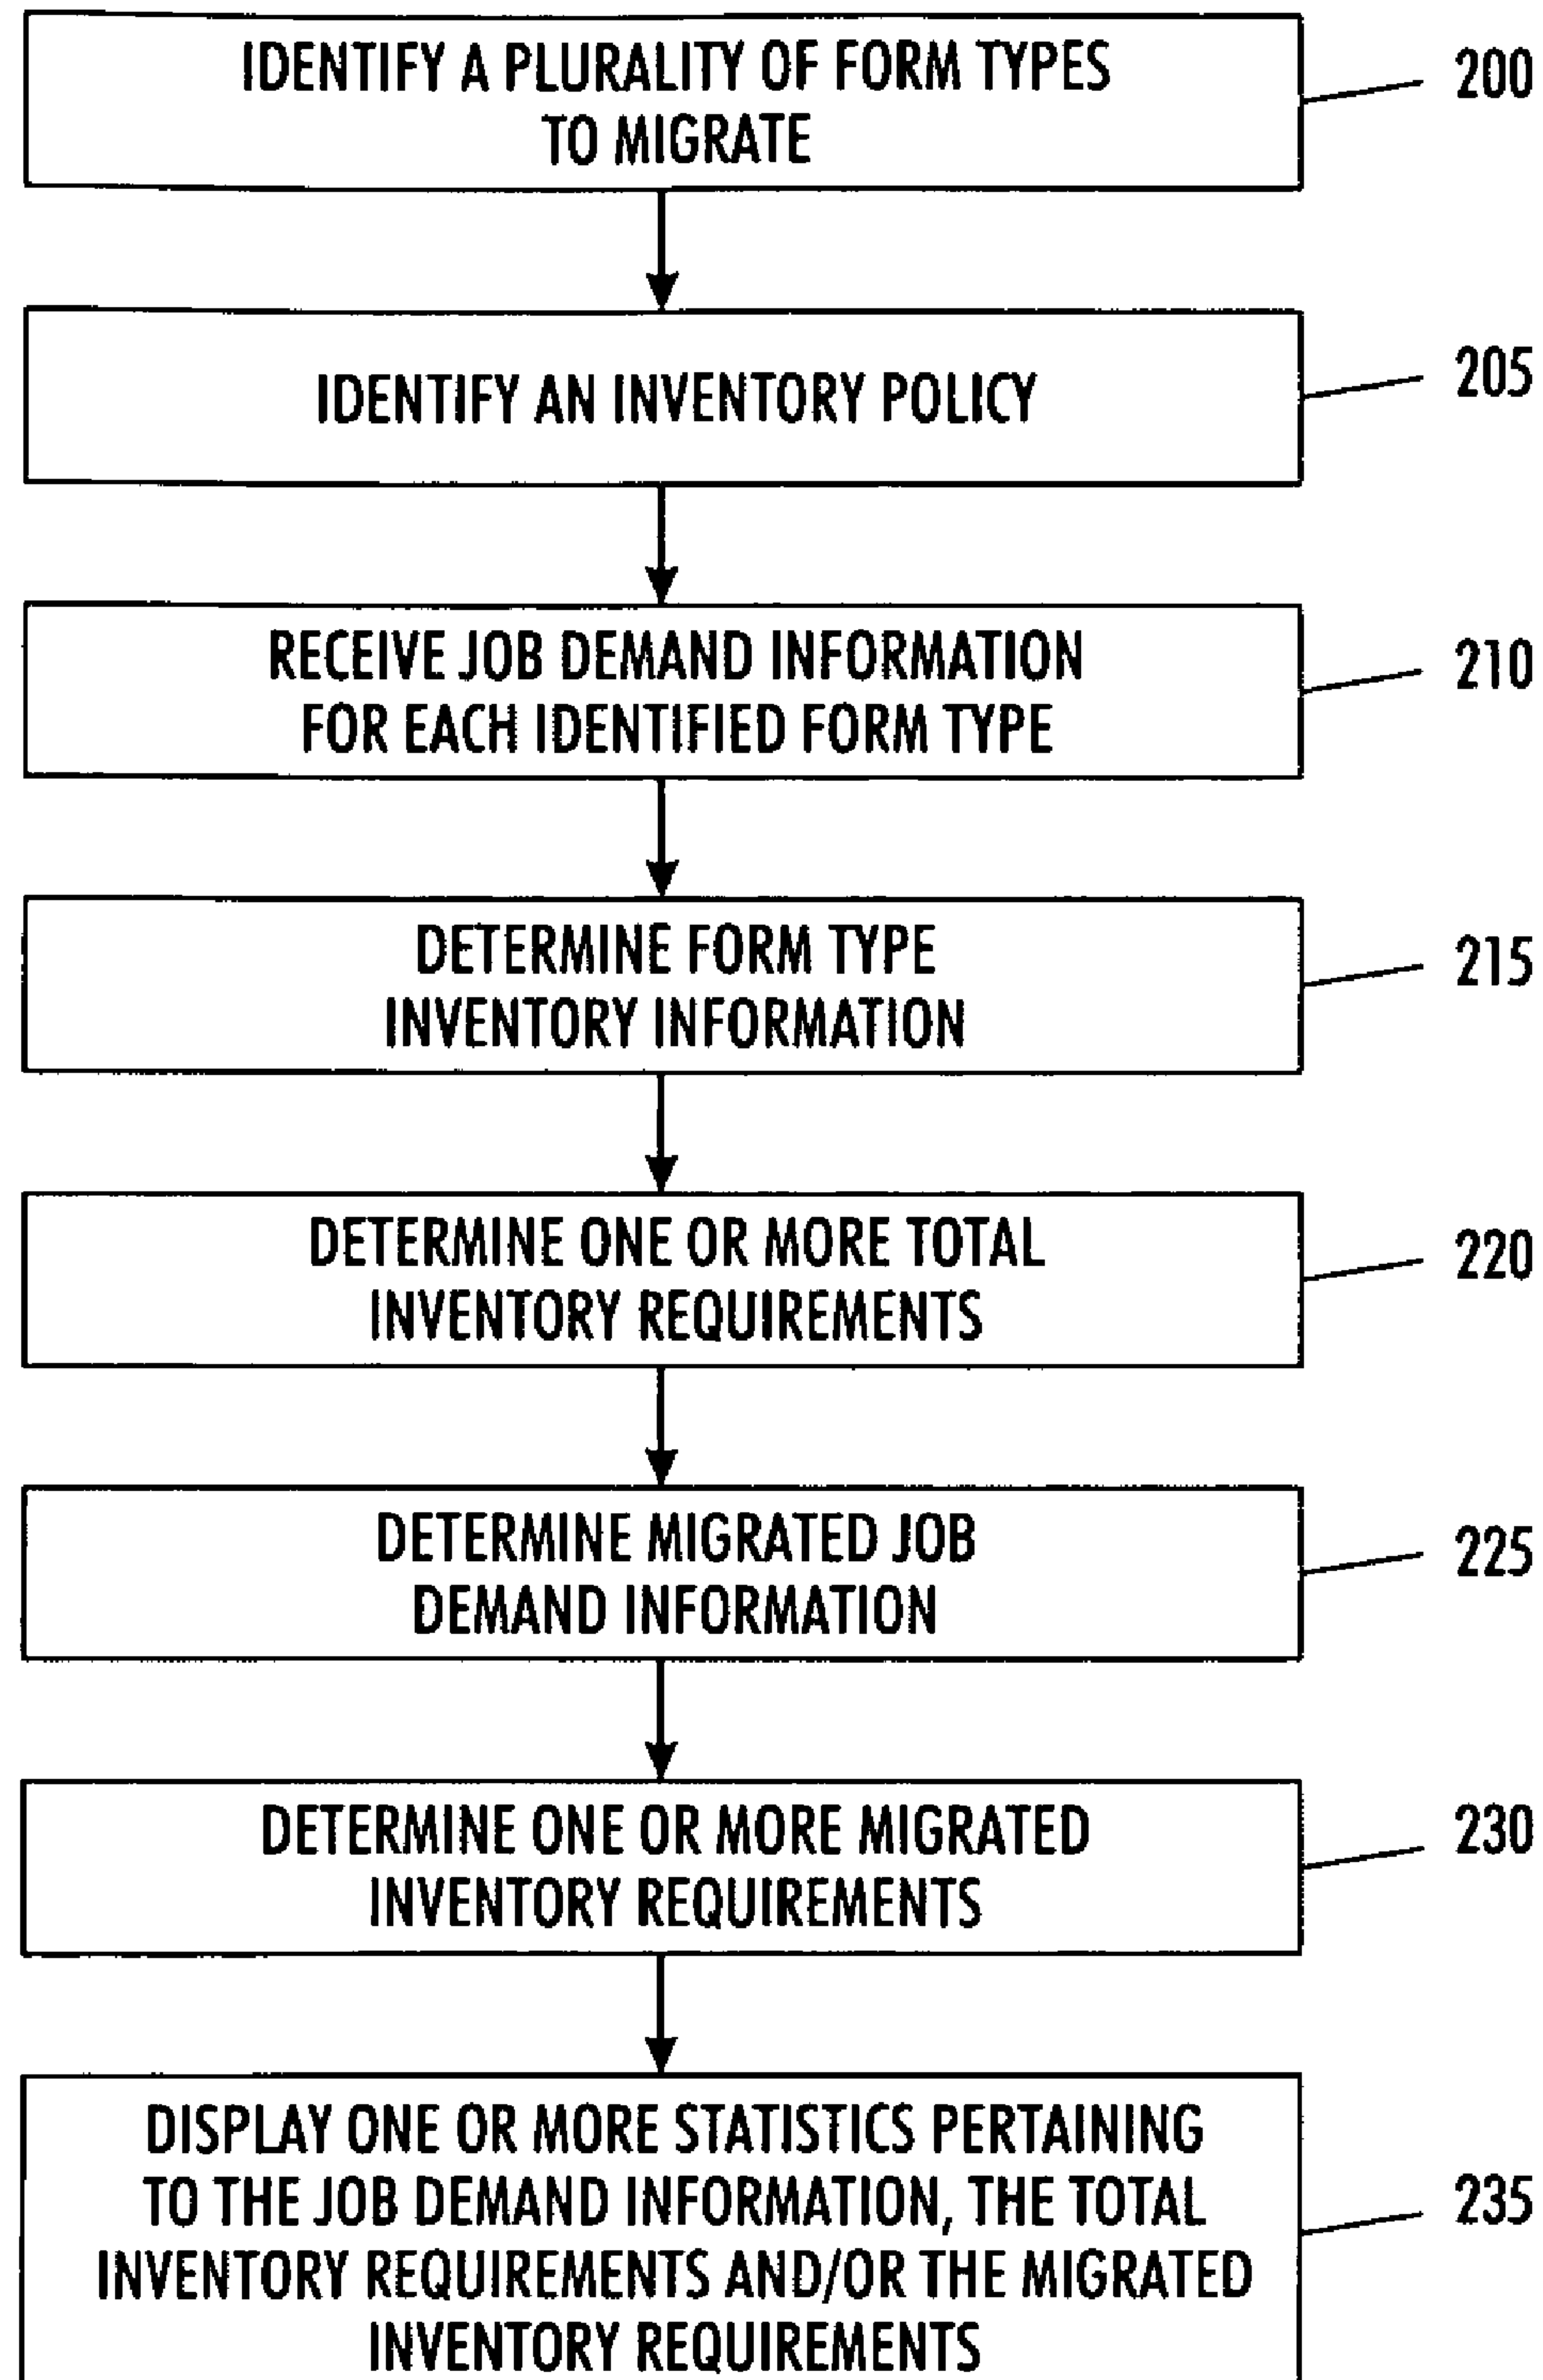 IDENTIFY A PLURALITY OF FORM TYPES
TO MIGRATE
200
IDENTIFY AN INVENTORY POLICY
205
RECEIVE JOB DEMAND INFORMATION
FOR EACH IDENTIFIED FORM TYPE
210
DETERMINE FORM TYPE
INVENTORY INFORMATION
215
DETERMINE ONE OR MORE TOTAL
INVENTORY REQUIREMENTS
220
DETERMINE MIGRATED JOB
DEMAND INFORMATION
225
DETERMINE ONE OR MORE MIGRATED
INVENTORY REQUIREMENTS
230
DISPLAY ONE OR MORE STATISTICS PERTAINING
TO THE JOB DEMAND INFORMATION, THE TOTAL
INVENTORY REQUIREMENTS AND/OR THE MIGRATED
INVENTORY REQUIREMENTS
235